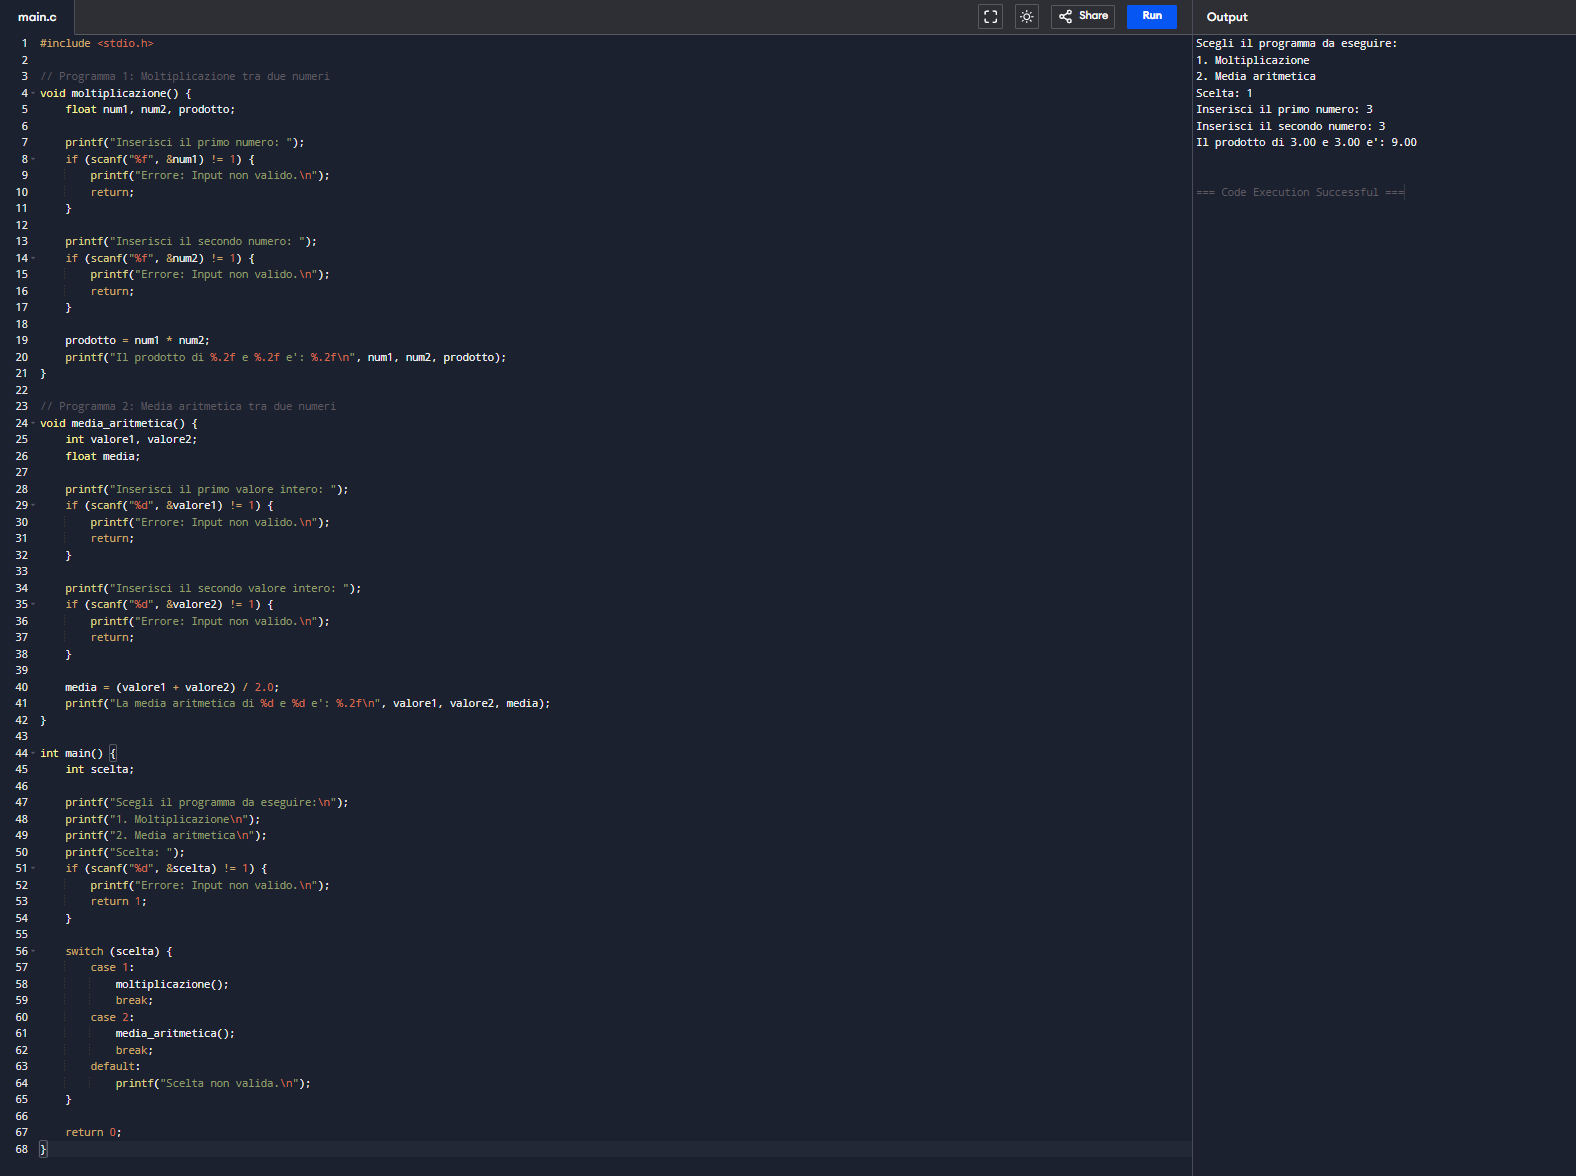 main.c
Share
Run
Output
1 #include <stdio.h>
2
3 // Programma 1: Moltiplicazione tra due numeri
4 void moltiplicazione() {
5     float num1, num2, prodotto;
6
7     printf("Inserisci il primo numero: ");
8     if (scanf("%f", &num1) != 1) {
9         printf("Errore: Input non valido.\n");
10         return;
11     }
12
13     printf("Inserisci il secondo numero: ");
14     if (scanf("%f", &num2) != 1) {
15         printf("Errore: Input non valido.\n");
16         return;
17     }
18
19     prodotto = num1 * num2;
20     printf("Il prodotto di %.2f e %.2f e': %.2f\n", num1, num2, prodotto);
21 }
22
23 // Programma 2: Media aritmetica tra due numeri
24 void media_aritmetica() {
25     int valore1, valore2;
26     float media;
27
28     printf("Inserisci il primo valore intero: ");
29     if (scanf("%d", &valore1) != 1) {
30         printf("Errore: Input non valido.\n");
31         return;
32     }
33
34     printf("Inserisci il secondo valore intero: ");
35     if (scanf("%d", &valore2) != 1) {
36         printf("Errore: Input non valido.\n");
37         return;
38     }
39
40     media = (valore1 + valore2) / 2.0;
41     printf("La media aritmetica di %d e %d e': %.2f\n", valore1, valore2, media);
42 }
43
44 int main() {
45     int scelta;
46
47     printf("Scegli il programma da eseguire:\n");
48     printf("1. Moltiplicazione\n");
49     printf("2. Media aritmetica\n");
50     printf("Scelta: ");
51     if (scanf("%d", &scelta) != 1) {
52         printf("Errore: Input non valido.\n");
53         return 1;
54     }
55
56     switch (scelta) {
57         case 1:
58             moltiplicazione();
59             break;
60         case 2:
61             media_aritmetica();
62             break;
63         default:
64             printf("Scelta non valida.\n");
65     }
66
67     return 0;
68 }
Scegli il programma da eseguire:
1. Moltiplicazione
2. Media aritmetica
Scelta: 1
Inserisci il primo numero: 3
Inserisci il secondo numero: 3
Il prodotto di 3.00 e 3.00 e': 9.00
=== Code Execution Successful ===